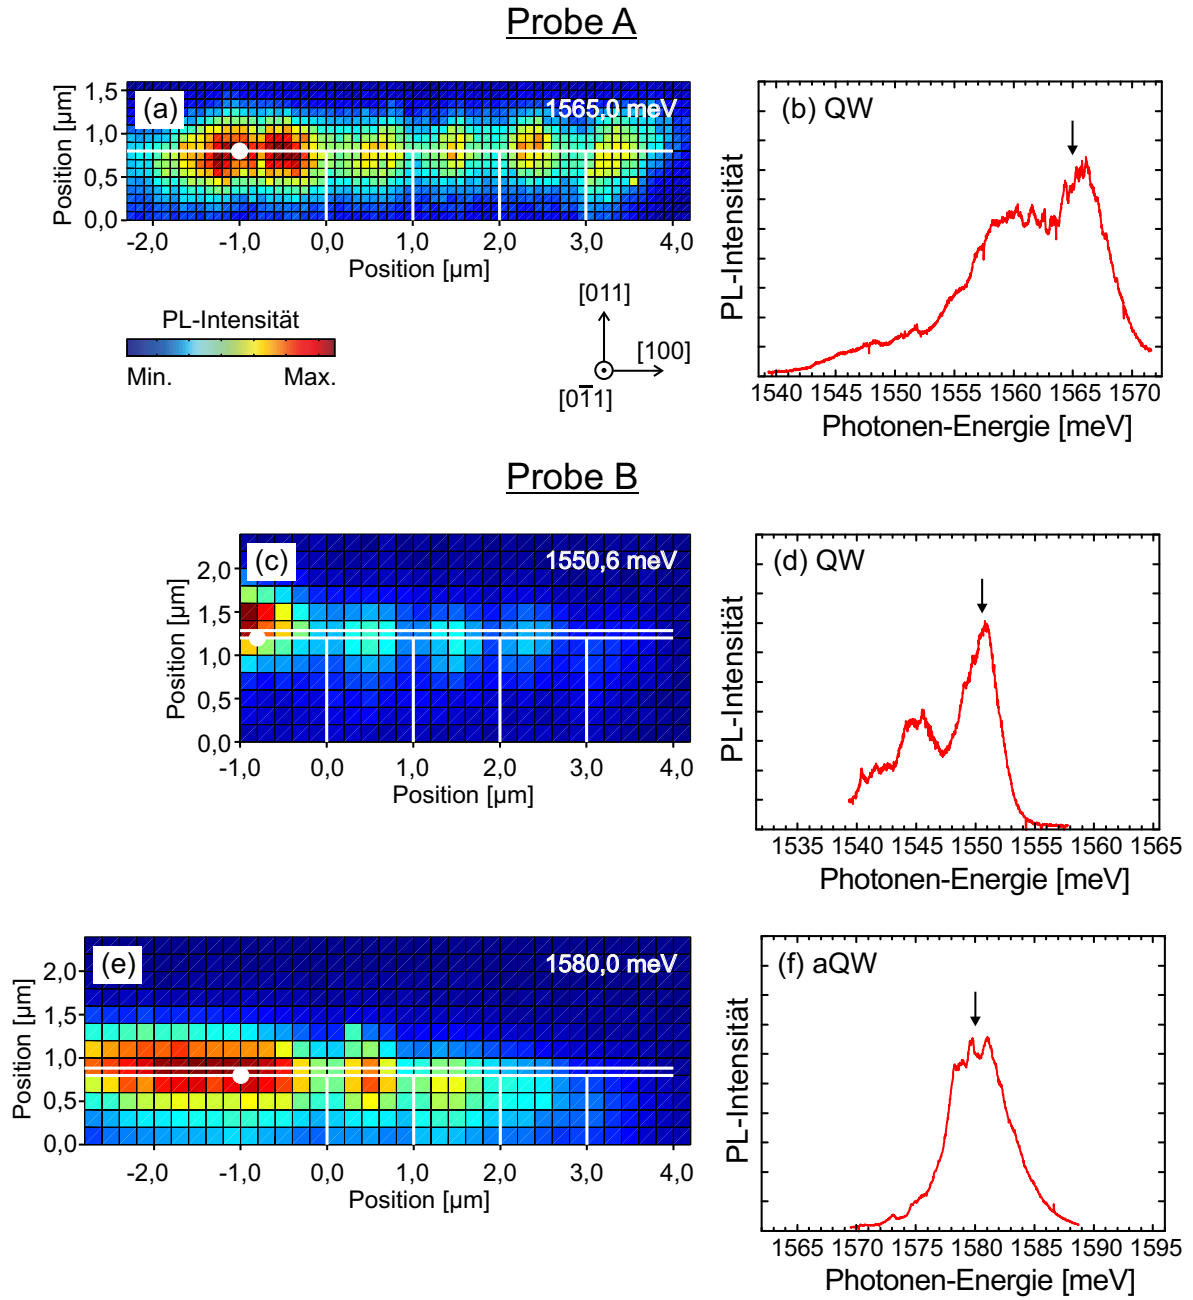 Probe A
(a)
1565,0 meV
Position [µm]
1,5
1,0
0,5
0,0
-2,0 -1,0 0,0 1,0 2,0 3,0 4,0
Position [µm]
PL-Intensität
Min. Max.
[011]
[100]
[01̅1]
(b) QW
PL-Intensität
1540 1545 1550 1555 1560 1565 1570
Photonen-Energie [meV]
Probe B
(c)
1550,6 meV
Position [µm]
2,0
1,5
1,0
0,5
0,0
-1,0 0,0 1,0 2,0 3,0 4,0
Position [µm]
(d) QW
PL-Intensität
1535 1540 1545 1550 1555 1560 1565
Photonen-Energie [meV]
(e)
1580,0 meV
Position [µm]
2,0
1,5
1,0
0,5
0,0
-2,0 -1,0 0,0 1,0 2,0 3,0 4,0
Position [µm]
(f) aQW
PL-Intensität
1565 1570 1575 1580 1585 1590 1595
Photonen-Energie [meV]